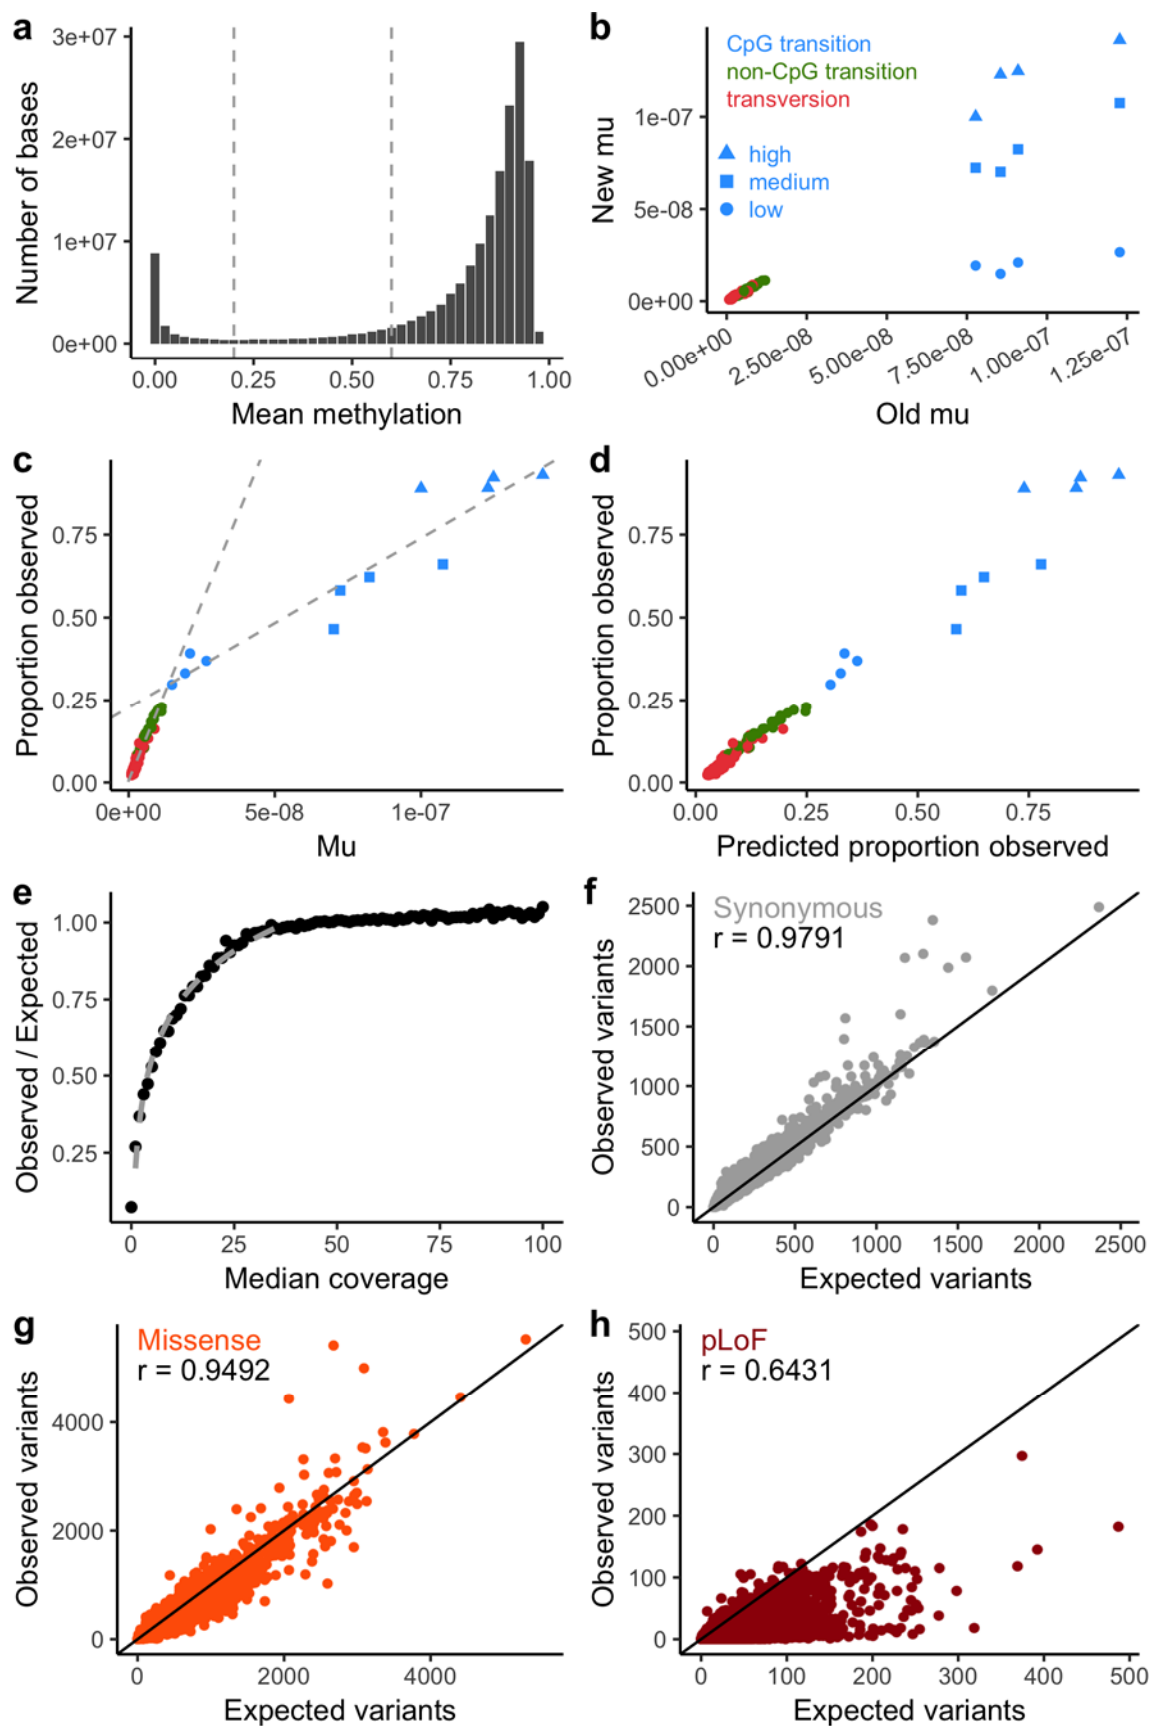 a
3e+07
2e+07
1e+07
0e+00
Number of bases
0.00 0.25 0.50 0.75 1.00
Mean methylation
b
CpG transition
non-CpG transition
transversion
high
medium
low
1e-07
5e-08
0e+00
New mu
0.00e+00 2.50e-08 5.00e-08 7.50e-08 1.00e-07 1.25e-07
Old mu
c
0.75
0.50
0.25
0.00
Proportion observed
0e+00 5e-08 1e-07
Mu
d
0.75
0.50
0.25
0.00
Proportion observed
0.00 0.25 0.50 0.75
Predicted proportion observed
e
1.00
0.75
0.50
0.25
Observed / Expected
0 25 50 75 100
Median coverage
f
Synonymous
r = 0.9791
2500
2000
1500
1000
500
0
Observed variants
0 500 1000 1500 2000 2500
Expected variants
g
Missense
r = 0.9492
4000
2000
0
Observed variants
0 2000 4000
Expected variants
h
pLoF
r = 0.6431
500
400
300
200
100
0
Observed variants
0 100 200 300 400 500
Expected variants